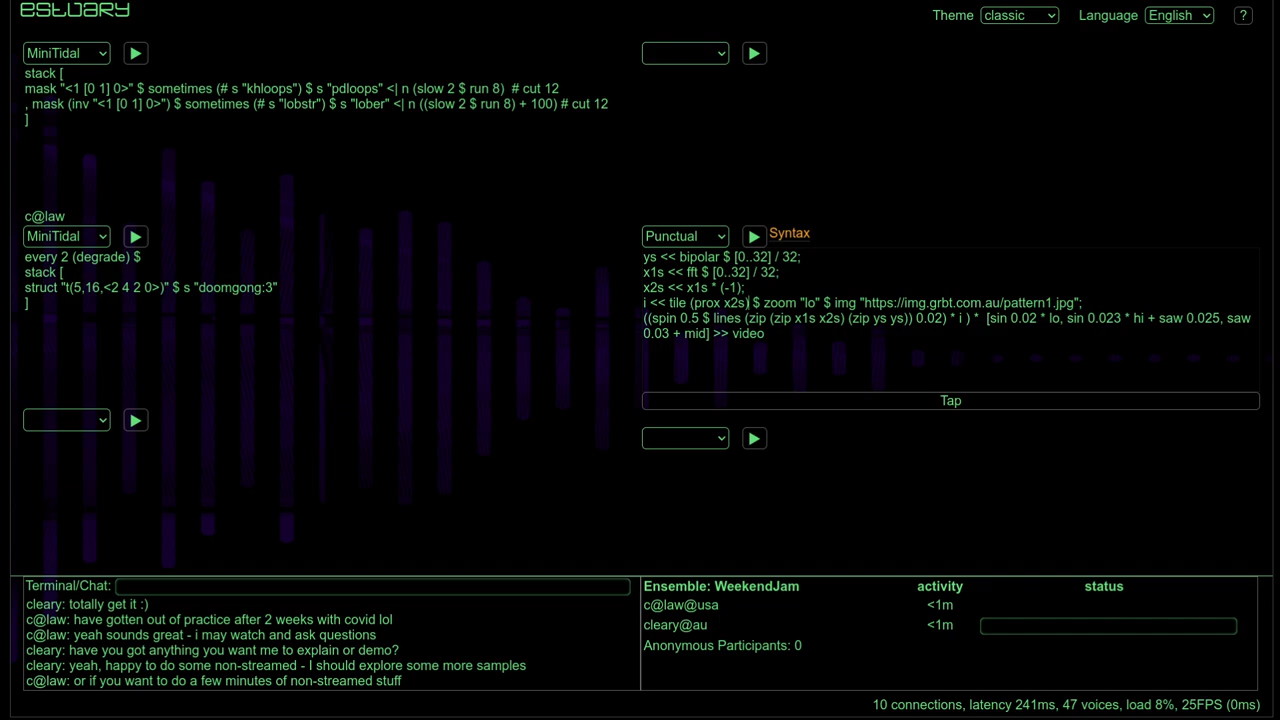 estuary
Theme classic Language English ?
MiniTidal
stack [
mask "<1 [0 1] 0>" $ sometimes (# s "khloops") $ s "pdloops" <| n (slow 2 $ run 8)  # cut 12
, mask (inv "<1 [0 1] 0>") $ sometimes (# s "lobstr") $ s "lober" <| n ((slow 2 $ run 8) + 100) # cut 12
]
c@law
MiniTidal
every 2 (degrade) $
stack [
struct "t(5,16,<2 4 2 0>)" $ s "doomgong:3"
]
Punctual Syntax
ys << bipolar $ [0..32] / 32;
x1s << fft $ [0..32] / 32;
x2s << x1s * (-1);
i << tile (prox x2s) $ zoom "lo" $ img "https://img.grbt.com.au/pattern1.jpg";
((spin 0.5 $ lines (zip (zip x1s x2s) (zip ys ys)) 0.02) * i ) *  [sin 0.02 * lo, sin 0.023 * hi + saw 0.025, saw
0.03 + mid] >> video
Tap
Terminal/Chat:
cleary: totally get it :)
c@law: have gotten out of practice after 2 weeks with covid lol
c@law: yeah sounds great - i may watch and ask questions
cleary: have you got anything you want me to explain or demo?
cleary: yeah, happy to do some non-streamed - I should explore some more samples
c@law: or if you want to do a few minutes of non-streamed stuff
Ensemble: WeekendJam activity status
c@law@usa <1m
cleary@au <1m
Anonymous Participants: 0
10 connections, latency 241ms, 47 voices, load 8%, 25FPS (0ms)